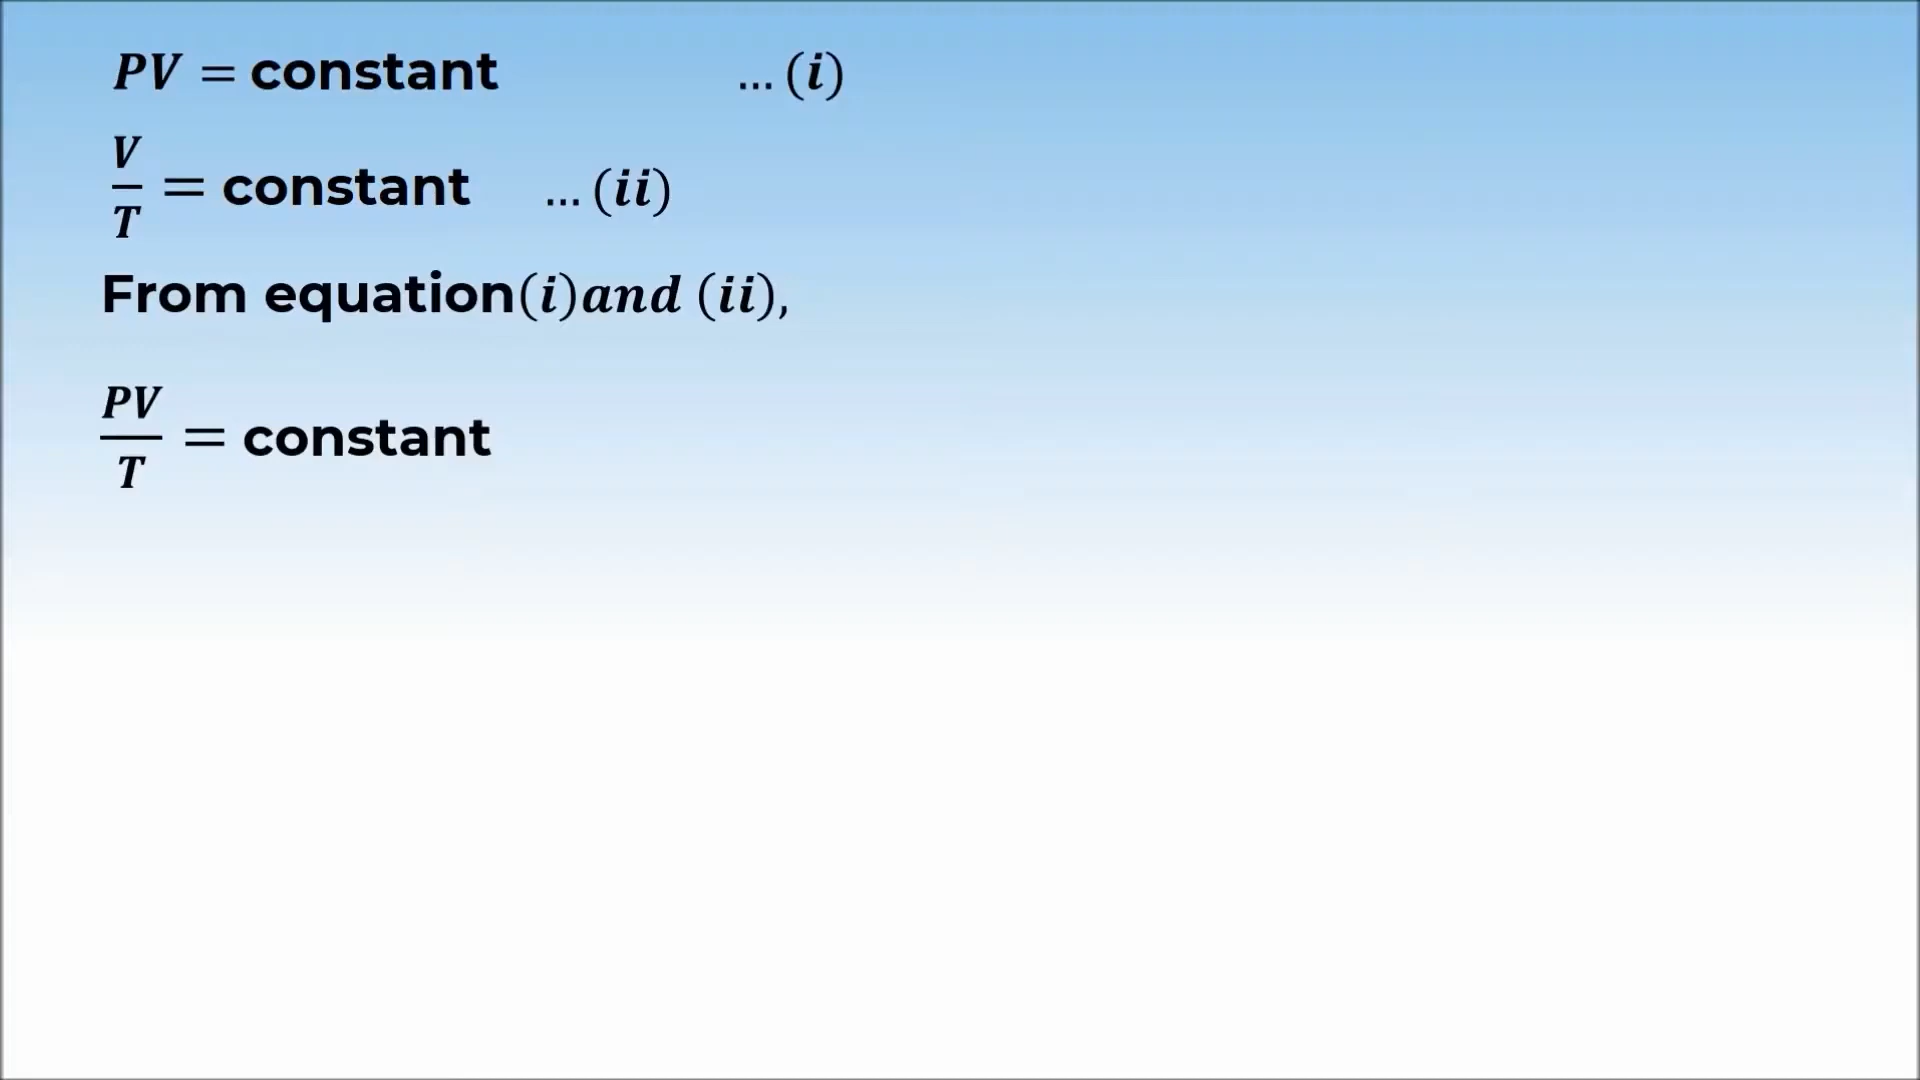 PV = constant ... (i)
V/T = constant ... (ii)
From equation(i)and (ii),
PV/T = constant